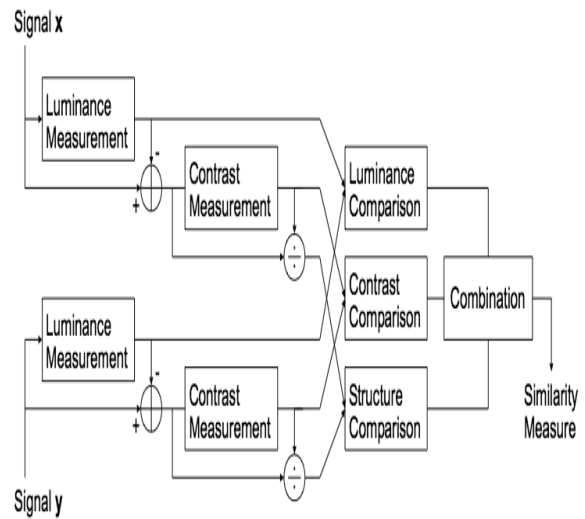 Signal x
Luminance
Measurement
-
+
Contrast
Measurement
÷
Luminance
Comparison
Luminance
Measurement
-
+
Contrast
Measurement
÷
Contrast
Comparison
Structure
Comparison
Combination
Similarity
Measure
Signal y